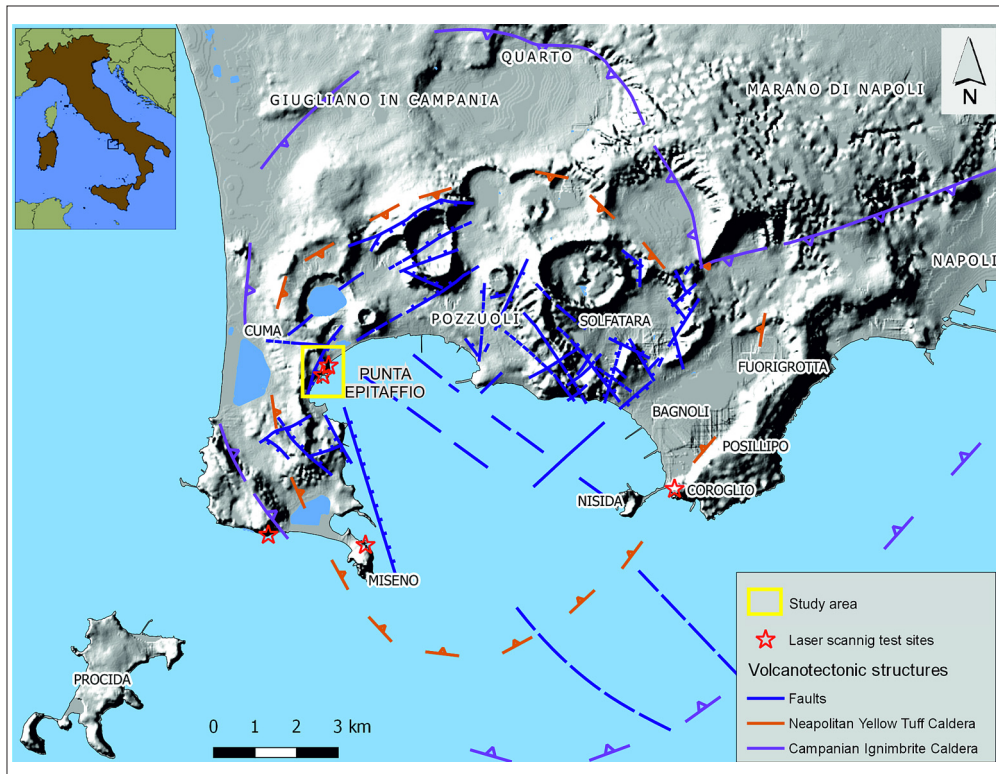 QUARTO
GIUGLIANO IN CAMPANIA
MARANO DI NAPOLI
N
NAPOLI
CUMA
POZZUOLI
SOLFATARA
PUNTA
EPITAFFIO
FUORIGROTTA
BAGNOLI
POSILLIPO
NISIDA
COROGLIO
MISENO
PROCIDA
0 1 2 3 km
Study area
Laser scannig test sites
Volcanotectonic structures
Faults
Neapolitan Yellow Tuff Caldera
Campanian Ignimbrite Caldera